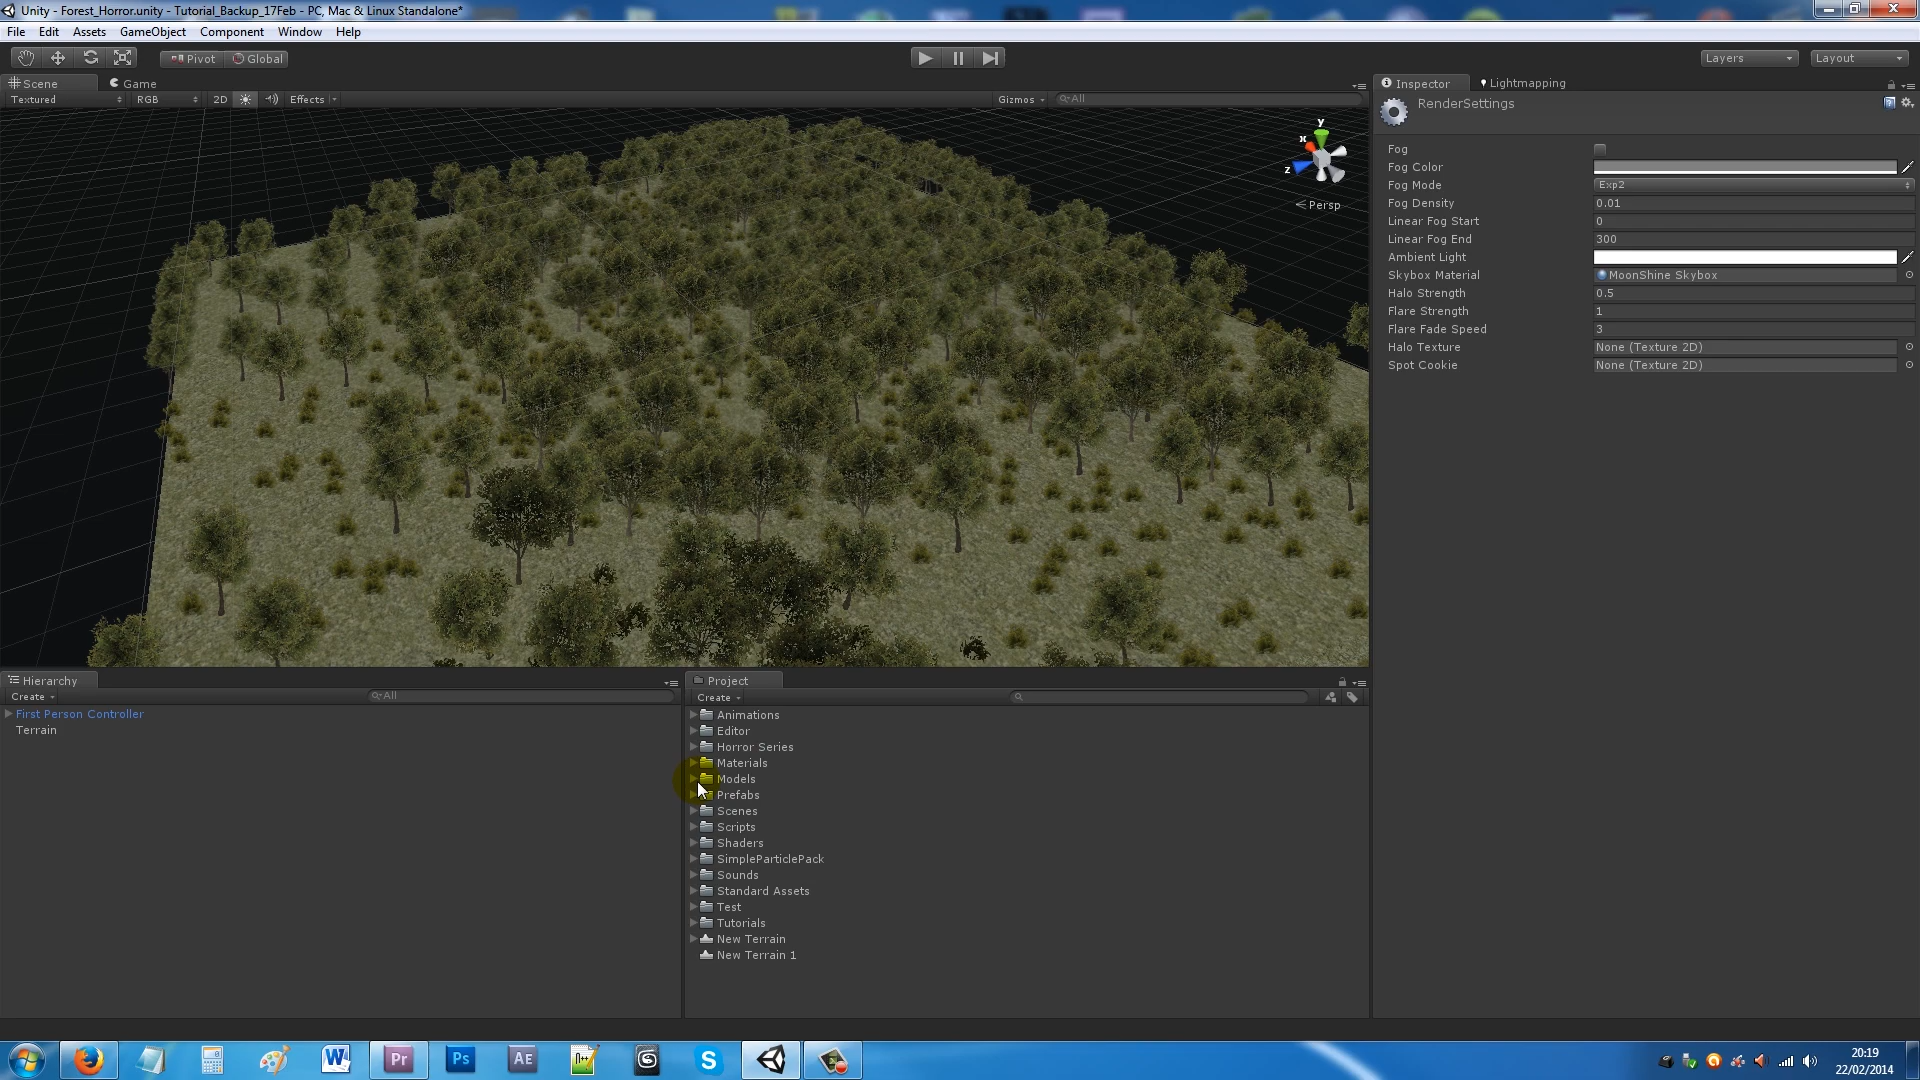 Unity - Forest_Horror.unity - Tutorial_Backup_17Feb - PC, Mac & Linux Standalone*
File Edit Assets GameObject Component Window Help
Pivot Global Layers Layout
Scene Game
Textured RGB 2D Effects Gizmos All
y
x
z
Persp
Inspector Lightmapping
RenderSettings
Fog
Fog Color
Fog Mode Exp2
Fog Density 0.01
Linear Fog Start 0
Linear Fog End 300
Ambient Light
Skybox Material MoonShine Skybox
Halo Strength 0.5
Flare Strength 1
Flare Fade Speed 3
Halo Texture None (Texture 2D)
Spot Cookie None (Texture 2D)
Hierarchy
Create All
First Person Controller
Terrain
Project
Create
Animations
Editor
Horror Series
Materials
Models
Prefabs
Scenes
Scripts
Shaders
SimpleParticlePack
Sounds
Standard Assets
Test
Tutorials
New Terrain
New Terrain 1
W Pr Ps AE S
20:19
22/02/2014